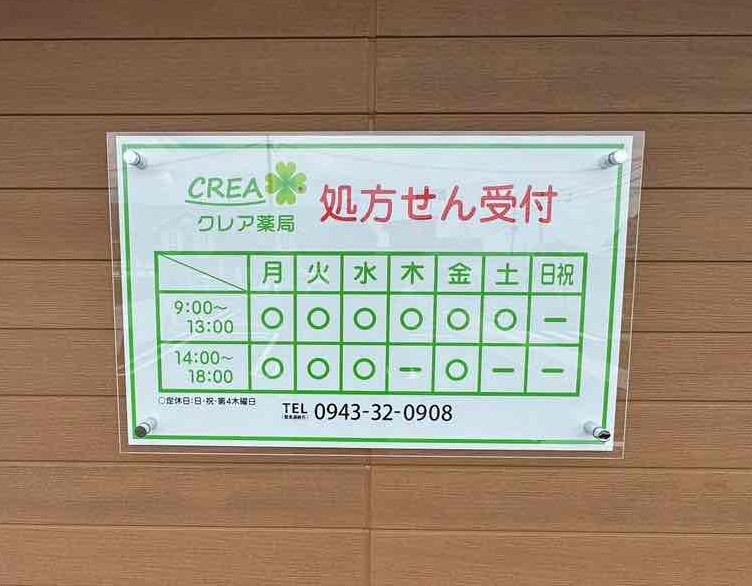 CREA
クレア薬局
処方せん受付
月 火 水 木 金 土 日祝
9:00～13:00 ○ ○ ○ ○ ○ ○ ー
14:00～18:00 ○ ○ ○ ー ○ ー ー
○定休日:日・祝・第4木曜日
TEL 0943-32-0908